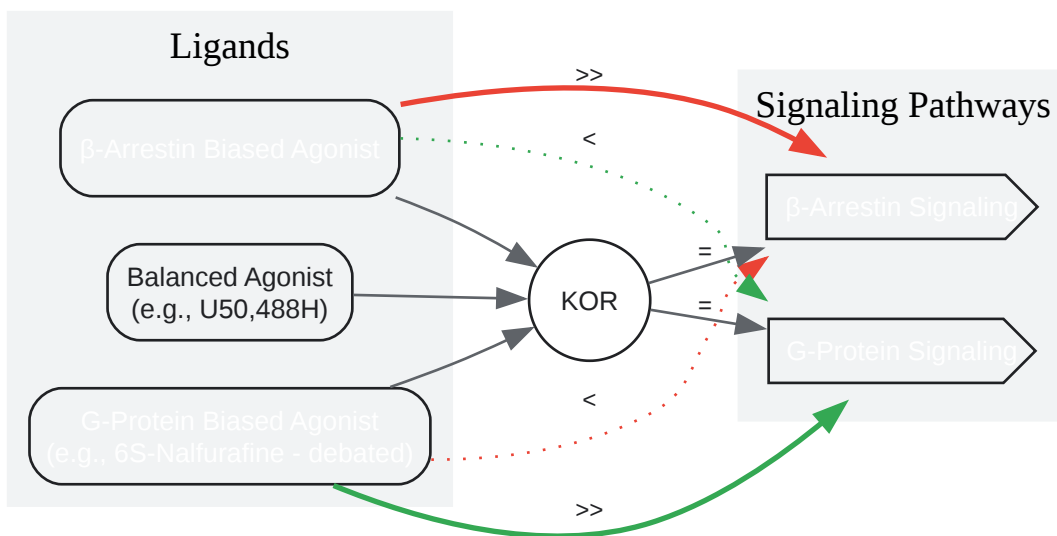 Ligands
β-Arrestin Biased Agonist
Balanced Agonist
(e.g., U50,488H)
G-Protein Biased Agonist
(e.g., 6S-Nalfurafine - debated)
>>
<
KOR
=
=
<
>>
Signaling Pathways
β-Arrestin Signaling
G-Protein Signaling